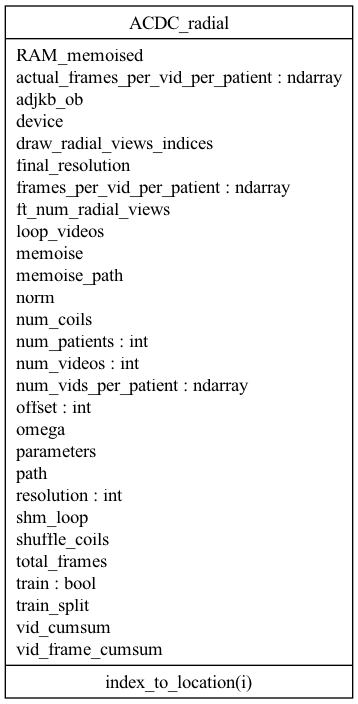 ACDC_radial
RAM_memoised
actual_frames_per_vid_per_patient : ndarray
adjkb_ob
device
draw_radial_views_indices
final_resolution
frames_per_vid_per_patient : ndarray
ft_num_radial_views
loop_videos
memoise
memoise_path
norm
num_coils
num_patients : int
num_videos : int
num_vids_per_patient : ndarray
offset : int
omega
parameters
path
resolution : int
shm_loop
shuffle_coils
total_frames
train : bool
train_split
vid_cumsum
vid_frame_cumsum
index_to_location(i)